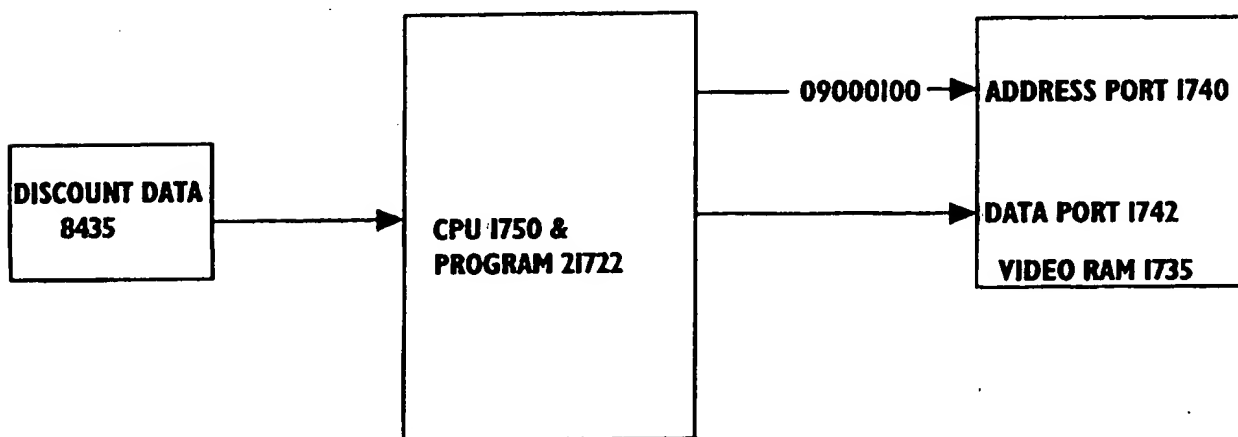 DISCOUNT DATA
8435
CPU 1750 &
PROGRAM 21722
09000100
ADDRESS PORT 1740
DATA PORT 1742
VIDEO RAM 1735